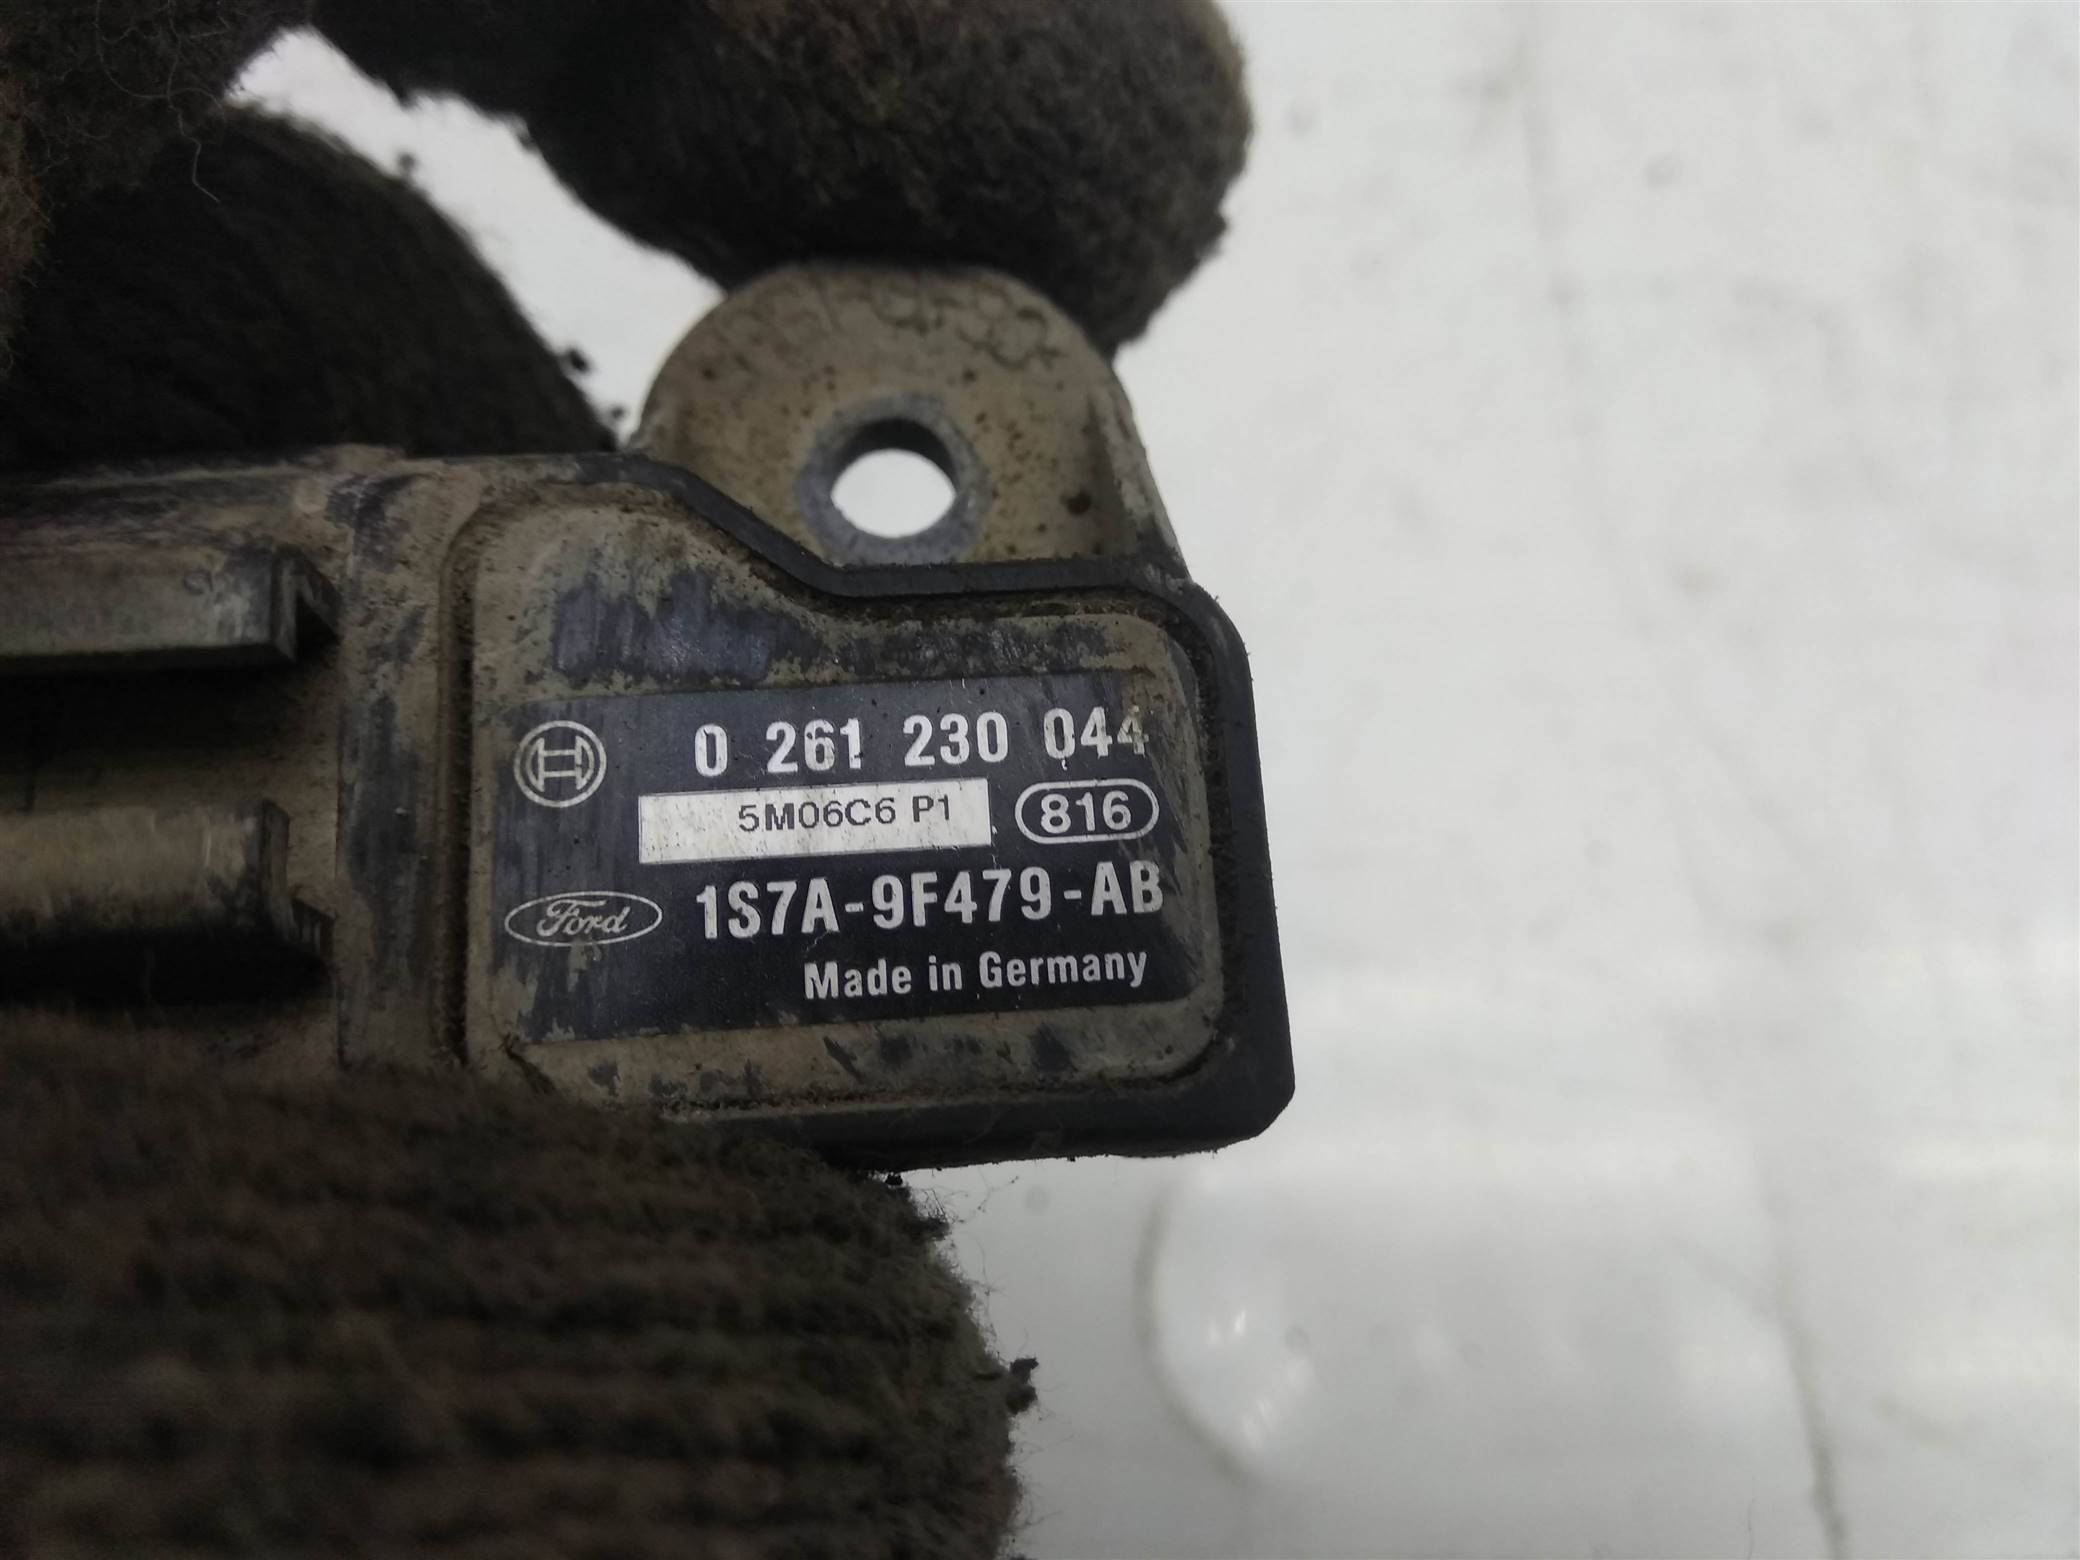 0 261 230 044
5M06C6 P1 816
Ford 1S7A-9F479-AB
Made in Germany